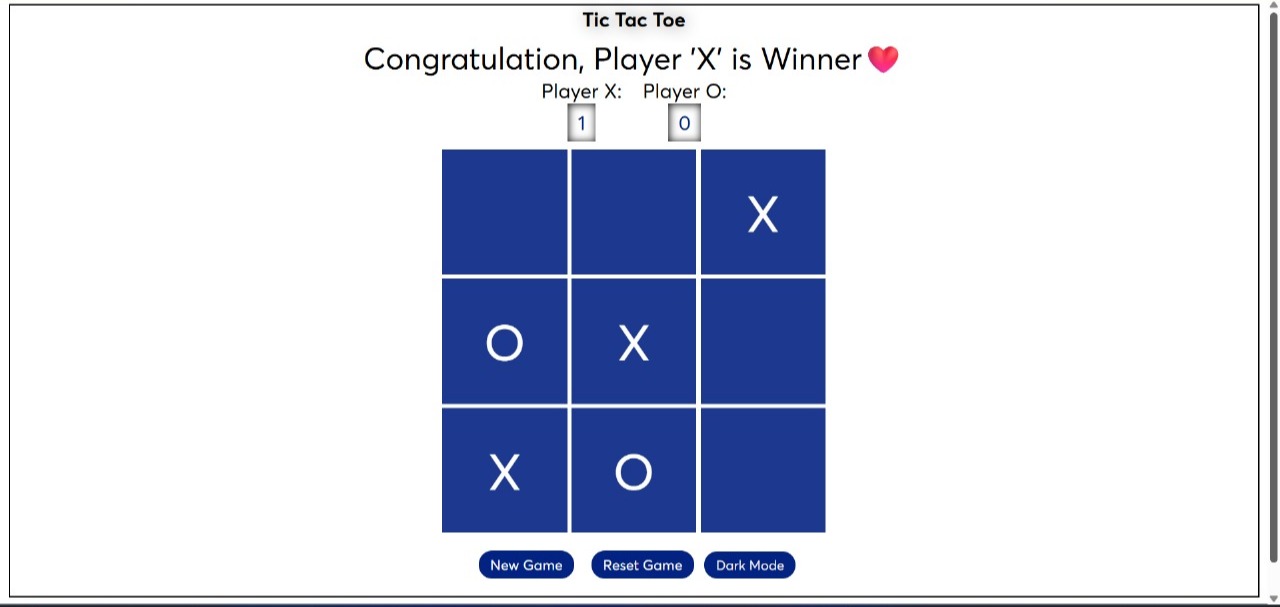 Tic Tac Toe
Congratulation, Player 'X' is Winner❤️
Player X: Player O:
1 0
X
O X
X O
New Game Reset Game Dark Mode